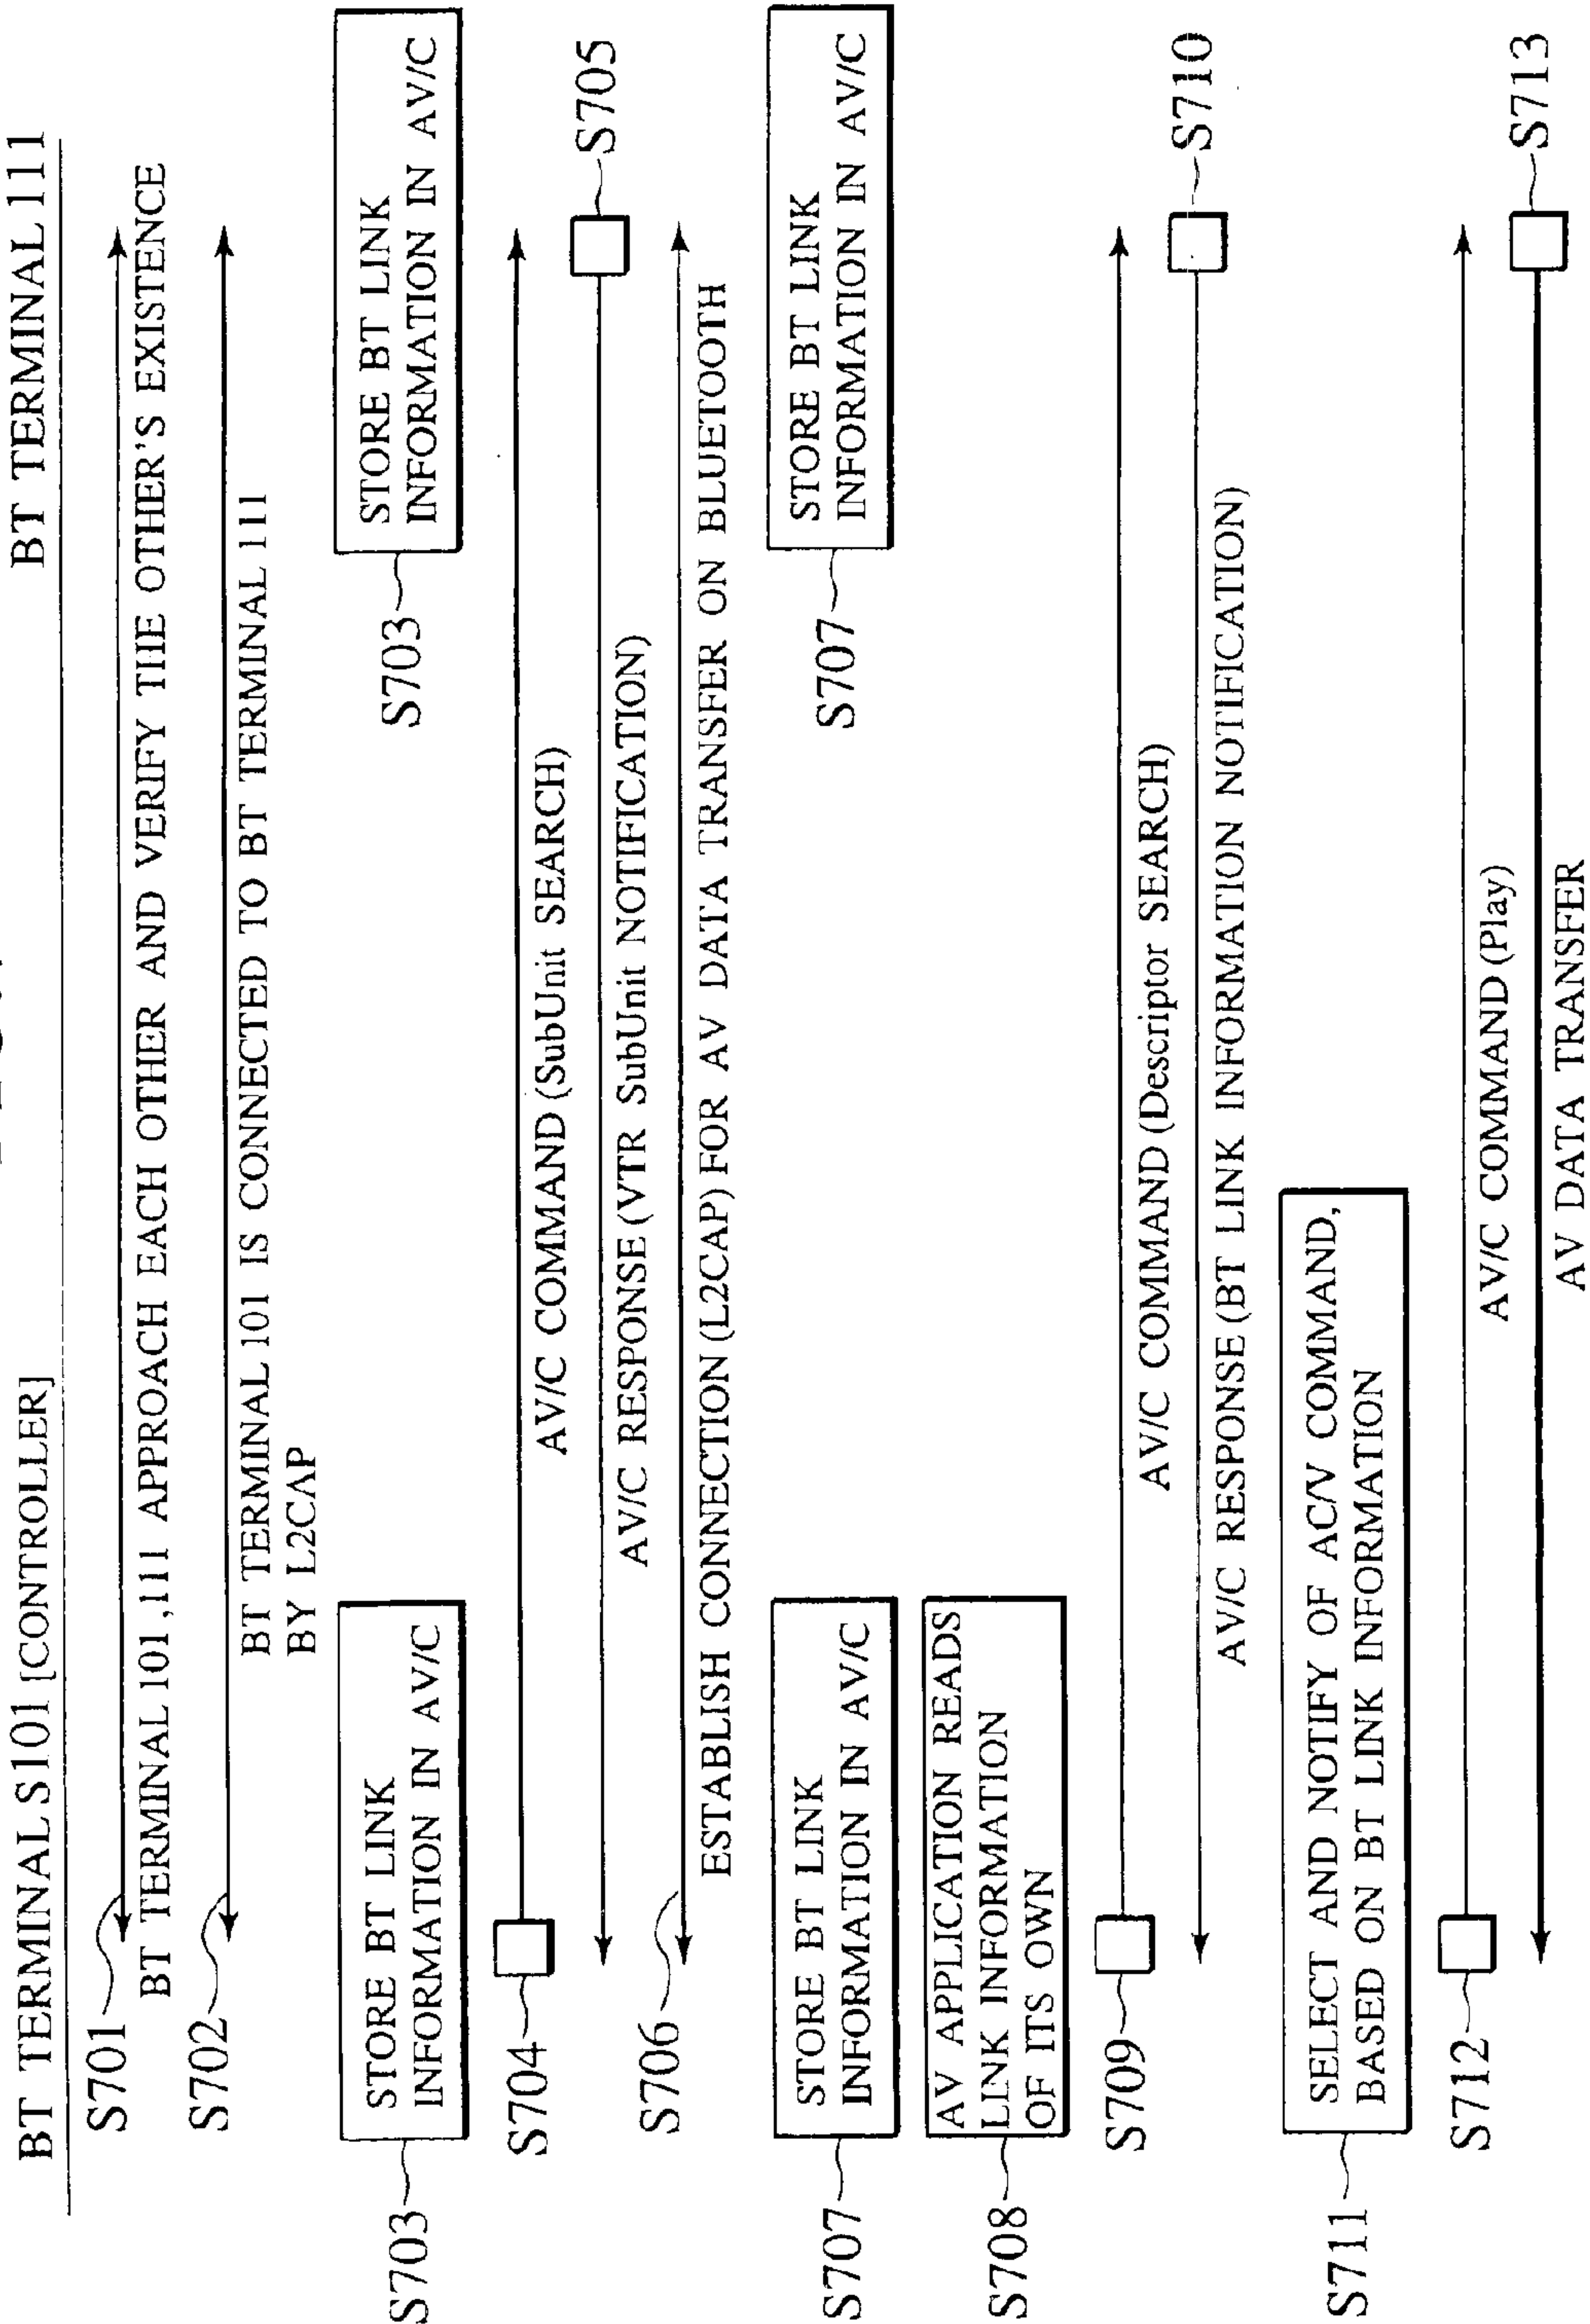 BT TERMINAL S101 [CONTROLLER]
BT TERMINAL 111
S701
BT TERMINAL 101,111 APPROACH EACH OTHER AND VERIFY THE OTHER'S EXISTENCE
S702
BT TERMINAL 101 IS CONNECTED TO BT TERMINAL 111
BY L2CAP
S703
STORE BT LINK
INFORMATION IN AV/C
S703
STORE BT LINK
INFORMATION IN AV/C
S704
AV/C COMMAND (SubUnit SEARCH)
S705
AV/C RESPONSE (VTR SubUnit NOTIFICATION)
S706
ESTABLISH CONNECTION (L2CAP) FOR AV DATA TRANSFER ON BLUETOOTH
S707
STORE BT LINK
INFORMATION IN AV/C
S707
STORE BT LINK
INFORMATION IN AV/C
S708
AV APPLICATION READS
LINK INFORMATION
OF ITS OWN
S709
AV/C COMMAND (Descriptor SEARCH)
S710
AV/C RESPONSE (BT LINK INFORMATION NOTIFICATION)
S711
SELECT AND NOTIFY OF AC/V COMMAND,
BASED ON BT LINK INFORMATION
S712
AV/C COMMAND (Play)
S713
AV DATA TRANSFER